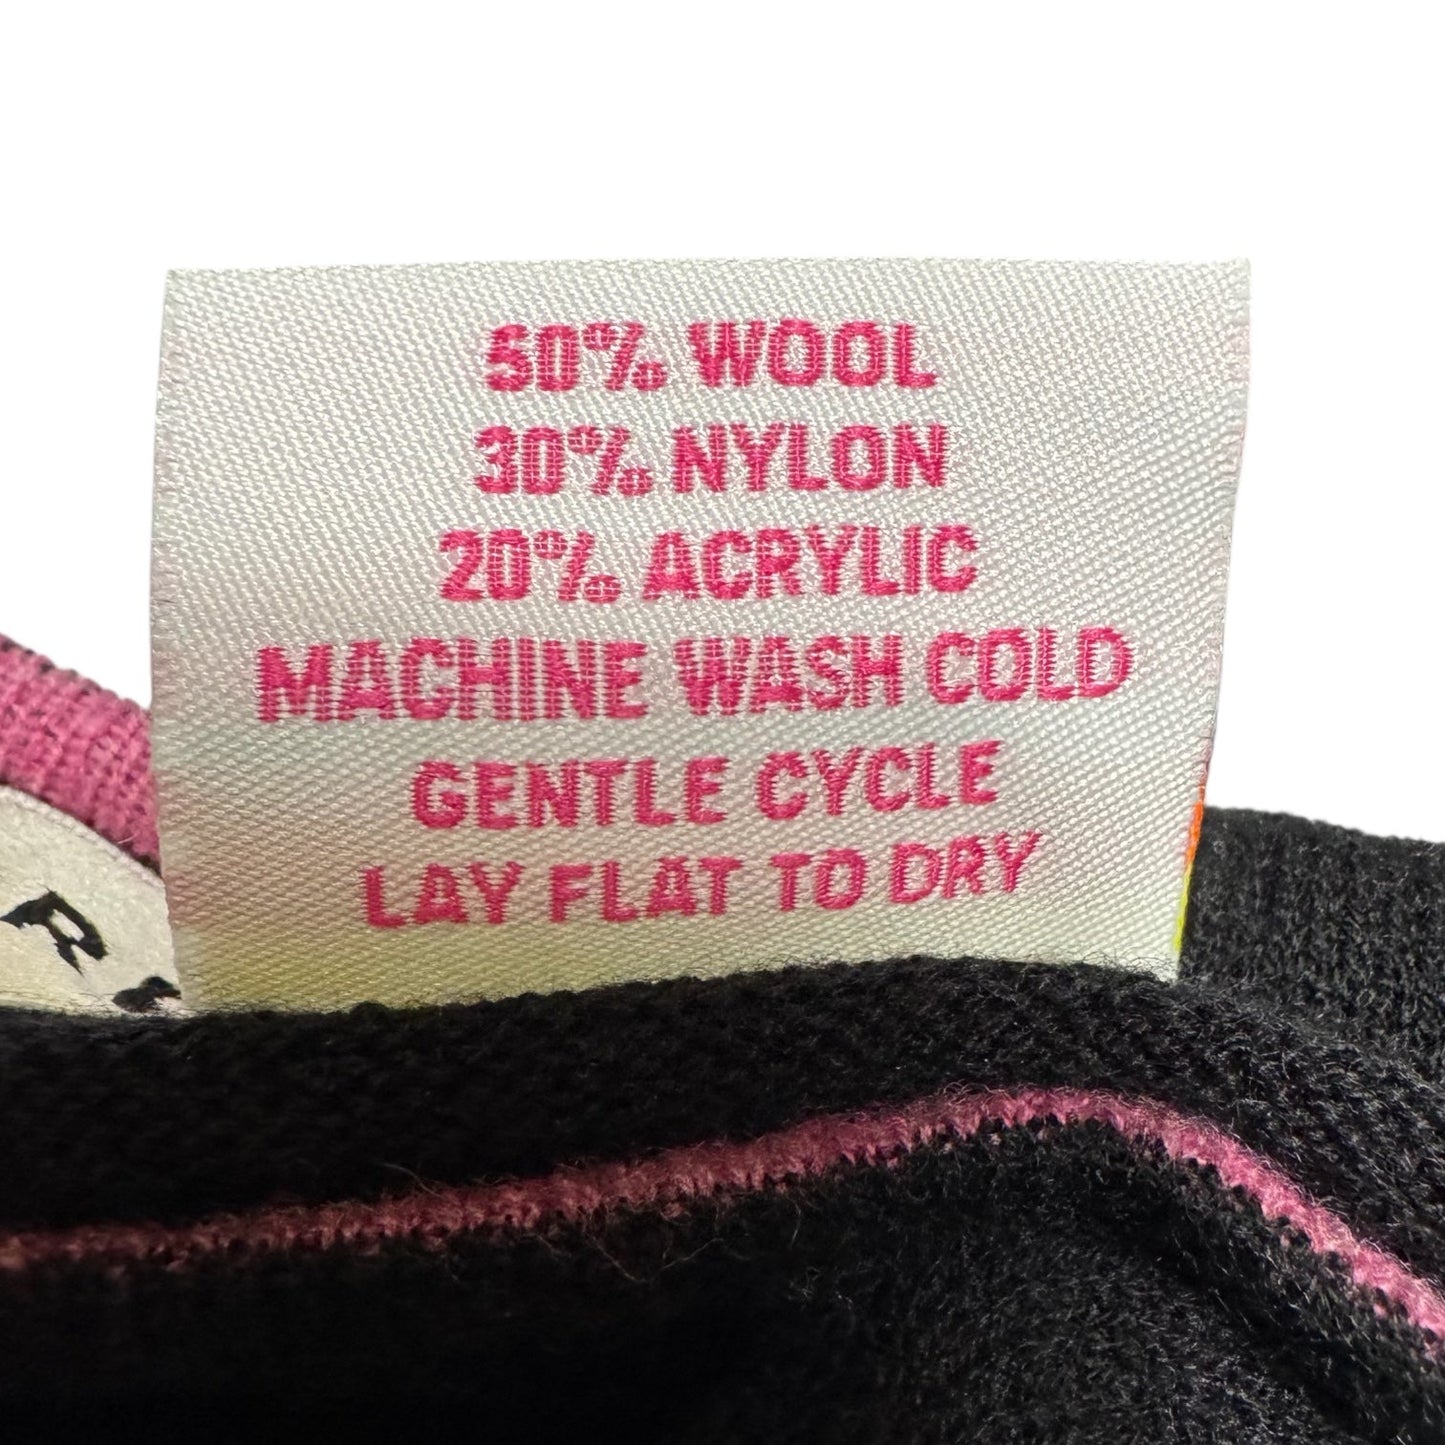 50% WOOL
30% NYLON
20% ACRYLIC
MACHINE WASH COLD
GENTLE CYCLE
LAY FLAT TO DRY
R